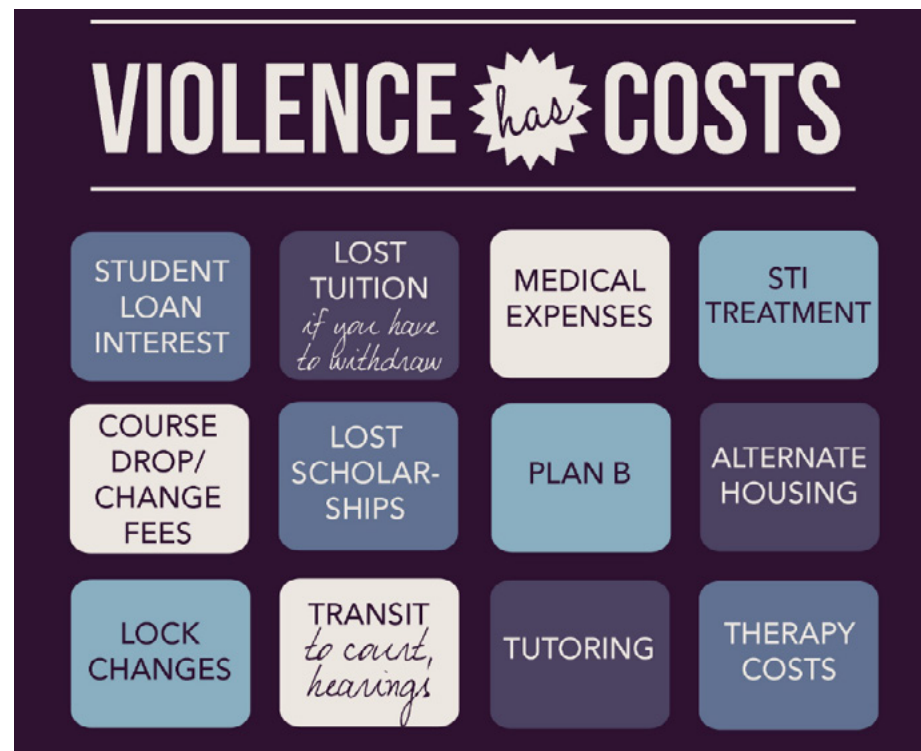 VIOLENCE has COSTS
STUDENT
LOAN
INTEREST
LOST
TUITION
if you have
to withdraw
MEDICAL
EXPENSES
STI
TREATMENT
COURSE
DROP/
CHANGE
FEES
LOST
SCHOLAR-
SHIPS
PLAN B
ALTERNATE
HOUSING
LOCK
CHANGES
TRANSIT
to court,
hearings
TUTORING
THERAPY
COSTS